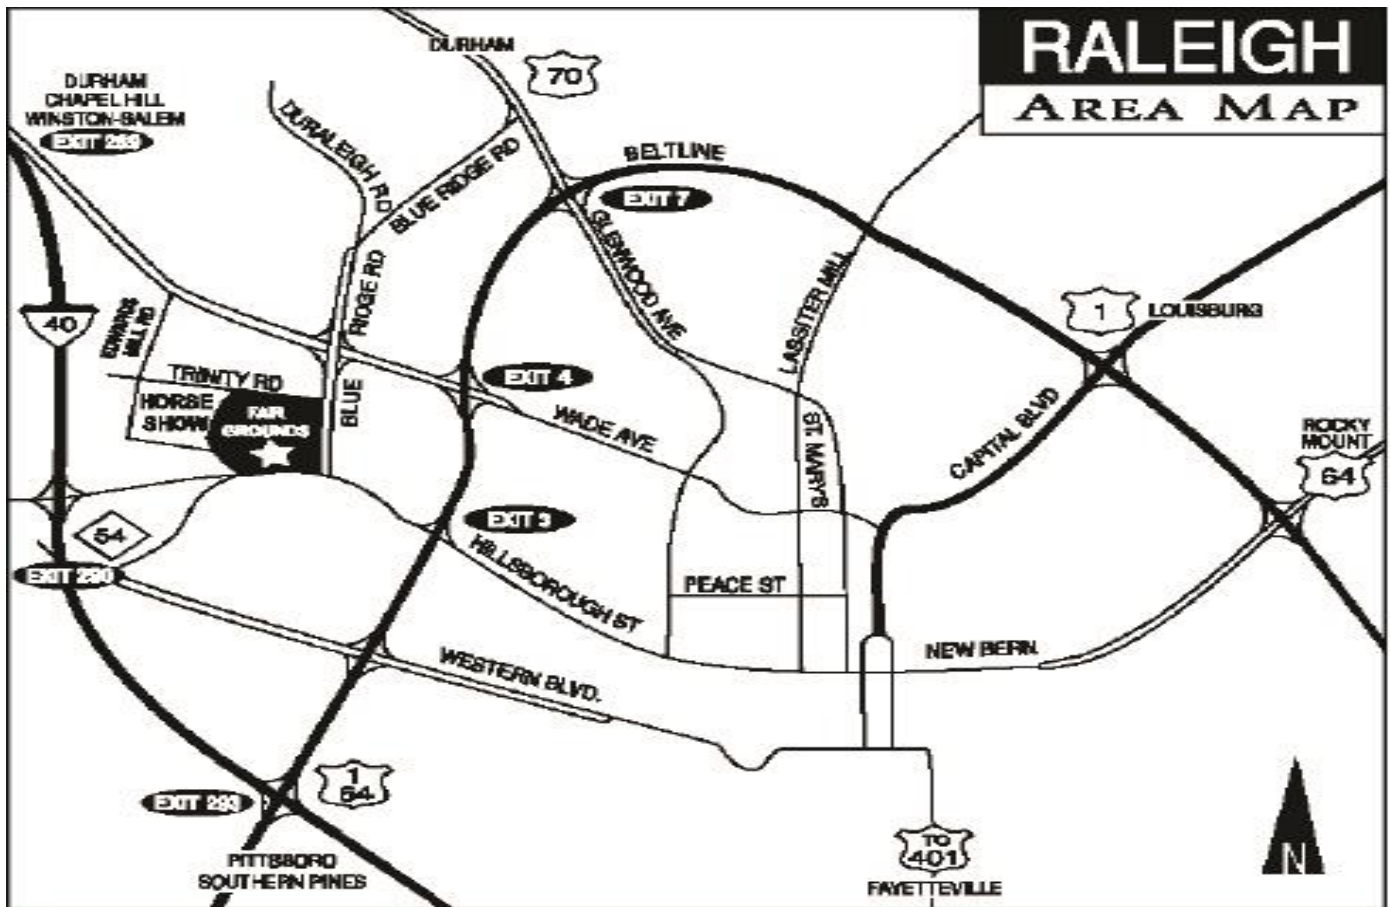 RALEIGH
AREA MAP
DURHAM
70
DURHAM
CHAPEL HILL
WINSTON-SALEM
EXIT 289
DURALEIGH RD
BLUE RIDGE RD
BELTLINE
EXIT 7
GLENWOOD AVE
LASSITER MILL
RIDGE RD
BLUE
40
EDWARDS
MILL RD
1
LOUISBURG
TRINITY RD
HORSE
SHOW
FAIR
GROUNDS
EXIT 4
WADE AVE
ST. MARYS
CAPITAL BLVD
ROCKY
MOUNT
64
54
EXIT 3
EXIT 290
HILLSBOROUGH ST
PEACE ST
NEW BERN
WESTERN BLVD.
1
64
EXIT 293
PITTSBORO
SOUTHERN PINES
TO
401
FAYETTEVILLE
N